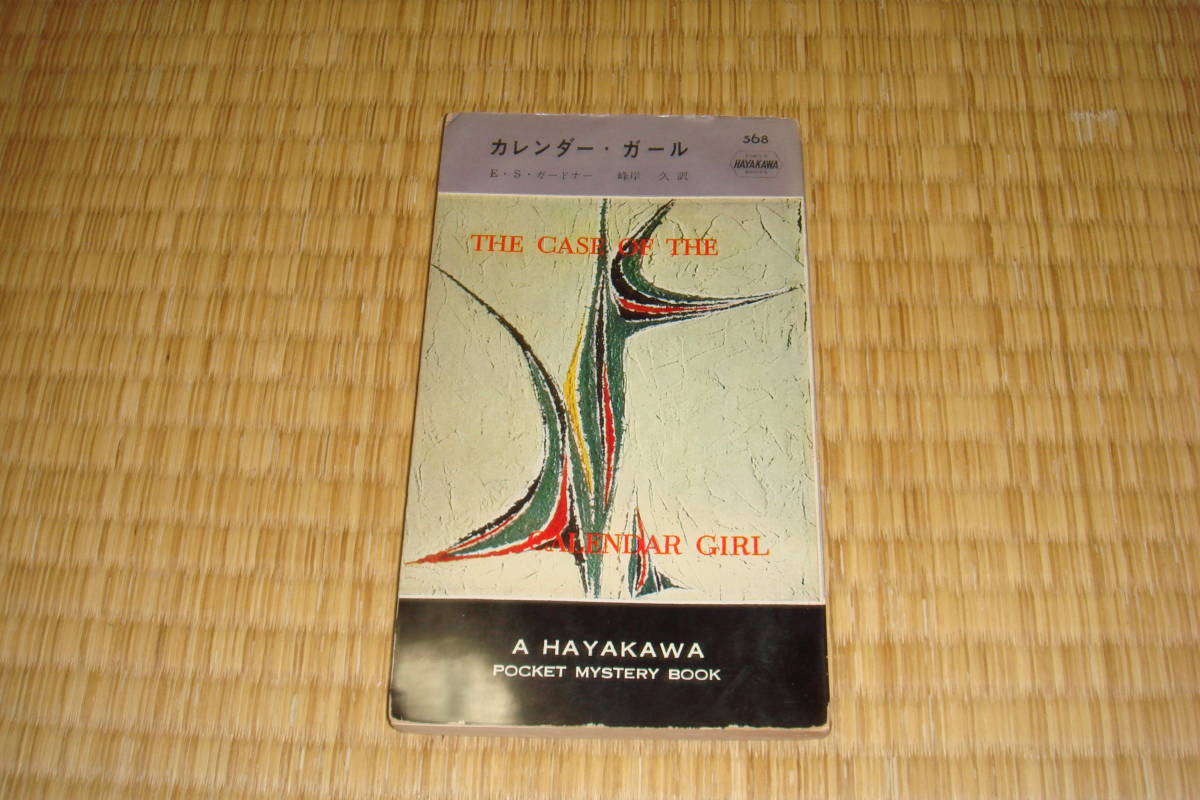 カレンダー・ガール
568
HAYAKAWA
E・S・ガードナー 峰岸 久 訳
THE CASE OF THE
CALENDAR GIRL
A HAYAKAWA
POCKET MYSTERY BOOK